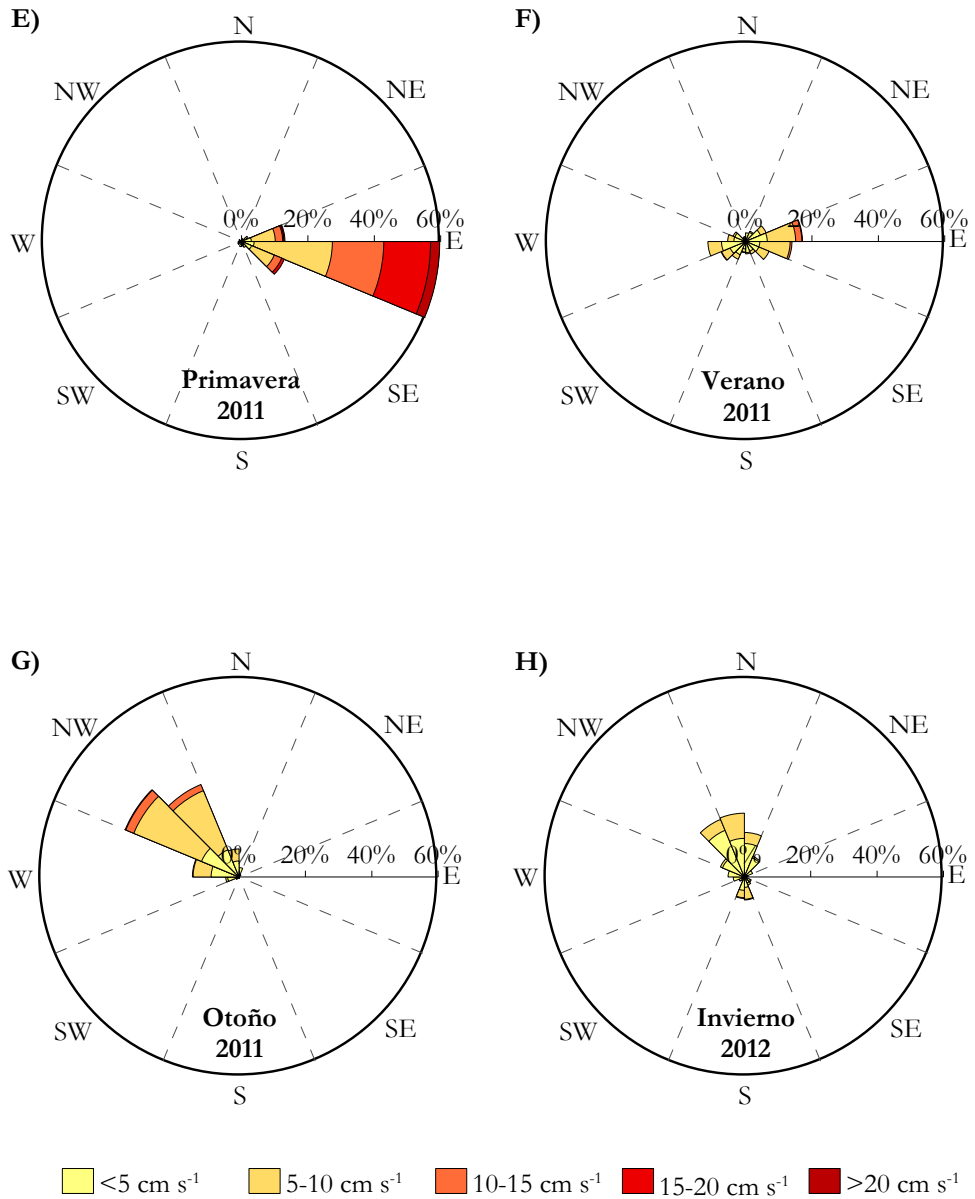 E)
N
NW
NE
0% 20% 40% 60%
W
E
SW
SE
Primavera
2011
S
F)
N
NW
NE
0% 20% 40% 60%
W
E
SW
SE
Verano
2011
S
G)
N
NW
NE
0% 20% 40% 60%
W
E
SW
SE
Otoño
2011
S
H)
N
NW
NE
0% 20% 40% 60%
W
E
SW
SE
Invierno
2012
S
<5 cm s⁻¹ 5-10 cm s⁻¹ 10-15 cm s⁻¹ 15-20 cm s⁻¹ >20 cm s⁻¹